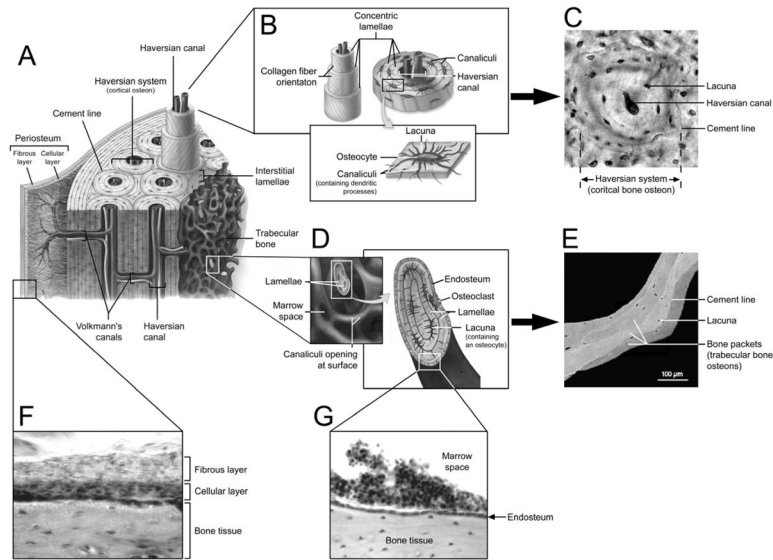 A
Haversian canal
Haversian system
(cortical osteon)
Cement line
Periosteum
Fibrous
layer
Cellular
layer
Interstitial
lamellae
Trabecular
bone
Volkmann's
canals
Haversian
canal
B
Concentric
lamellae
Collagen fiber
orientaton
Canaliculi
Haversian
canal
Lacuna
Osteocyte
Canaliculi
(containing dendritic
processes)
C
Lacuna
Haversian canal
Cement line
Haversian system
(coritcal bone osteon)
D
Lamellae
Marrow
space
Canaliculi opening
at surface
Endosteum
Osteoclast
Lamellae
Lacuna
(containing
an osteocyte)
E
Cement line
Lacuna
Bone packets
(trabecular bone
osteons)
100 µm
F
Fibrous layer
Cellular layer
Bone tissue
G
Marrow
space
Endosteum
Bone tissue